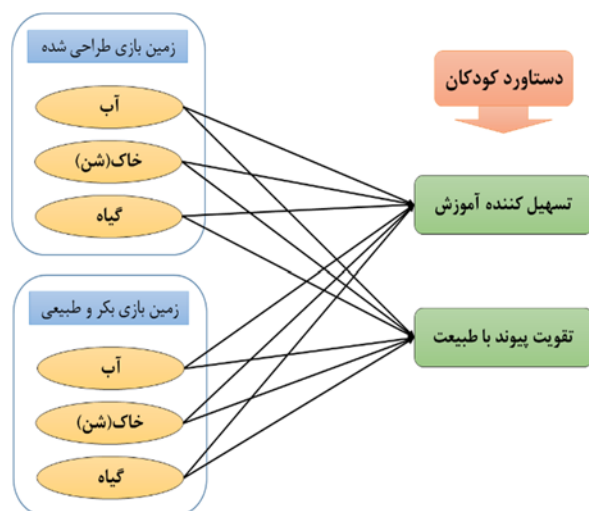 زمین بازی طراحی شده
آب
خاک(شن)
گیاه
زمین بازی بکر و طبیعی
آب
خاک(شن)
گیاه
دستاورد کودکان
تسهیل کننده آموزش
تقویت پیوند با طبیعت